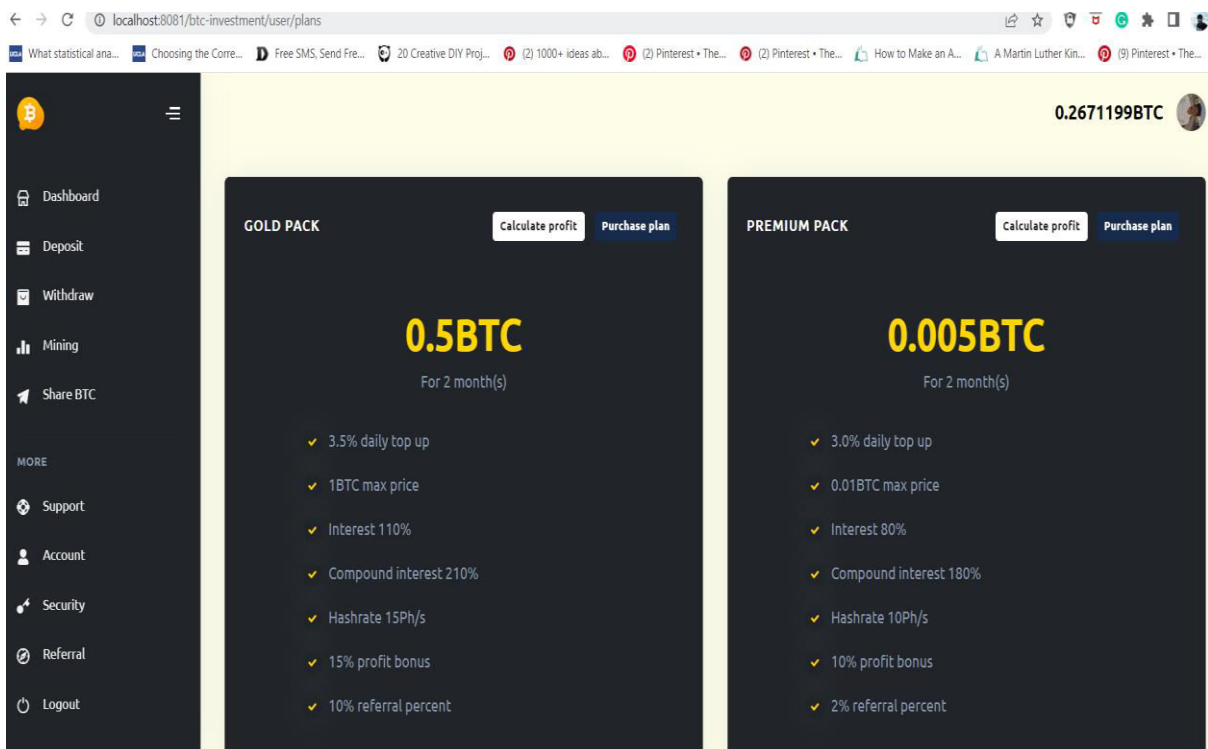 localhost:8081/btc-investment/user/plans
What statistical ana... Choosing the Corre... Free SMS, Send Fre... 20 Creative DIY Proj... (2) 1000+ ideas ab... (2) Pinterest • The... (2) Pinterest • The... How to Make an A... A Martin Luther Kin... (9) Pinterest • The...
0.2671199BTC
Dashboard
Deposit
Withdraw
Mining
Share BTC
MORE
Support
Account
Security
Referral
Logout
GOLD PACK Calculate profit Purchase plan
0.5BTC
For 2 month(s)
3.5% daily top up
1BTC max price
Interest 110%
Compound interest 210%
Hashrate 15Ph/s
15% profit bonus
10% referral percent
PREMIUM PACK Calculate profit Purchase plan
0.005BTC
For 2 month(s)
3.0% daily top up
0.01BTC max price
Interest 80%
Compound interest 180%
Hashrate 10Ph/s
10% profit bonus
2% referral percent